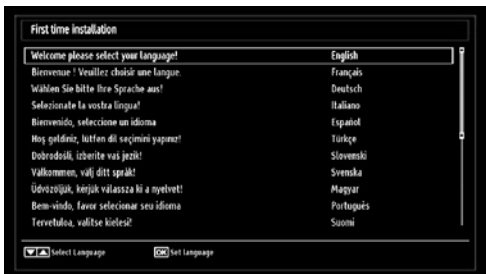 First time installation
Welcome please select your language! English
Bienvenue ! Veuillez choisir une langue. Français
Wählen Sie bitte Ihre Sprache aus! Deutsch
Selezionate la vostra lingua! Italiano
Bienvenido, seleccione un idioma Español
Hoş geldiniz, lütfen dil seçimini yapınız! Türkçe
Dobrodošli, izberite vaš jezik! Slovenski
Välkommen, välj ditt språk! Svenska
Üdvözöljük, kérjük válassza ki a nyelvet! Magyar
Bem-vindo, favor selecionar seu idioma Português
Tervetuloa, valitse kielesi! Suomi
Select Language OK Set language